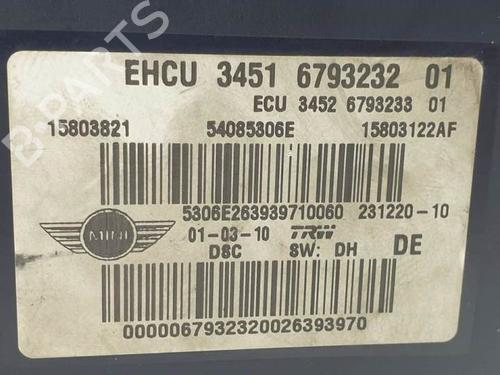 EHCU 3451 6793232 01
ECU 3452 6793233 01
15803821 54085306E 15803122AF
5306E263939710060 231220-10
MINI 01-03-10 TRW DE
DSC SW: DH
0000067932320026393970
B-PARTS